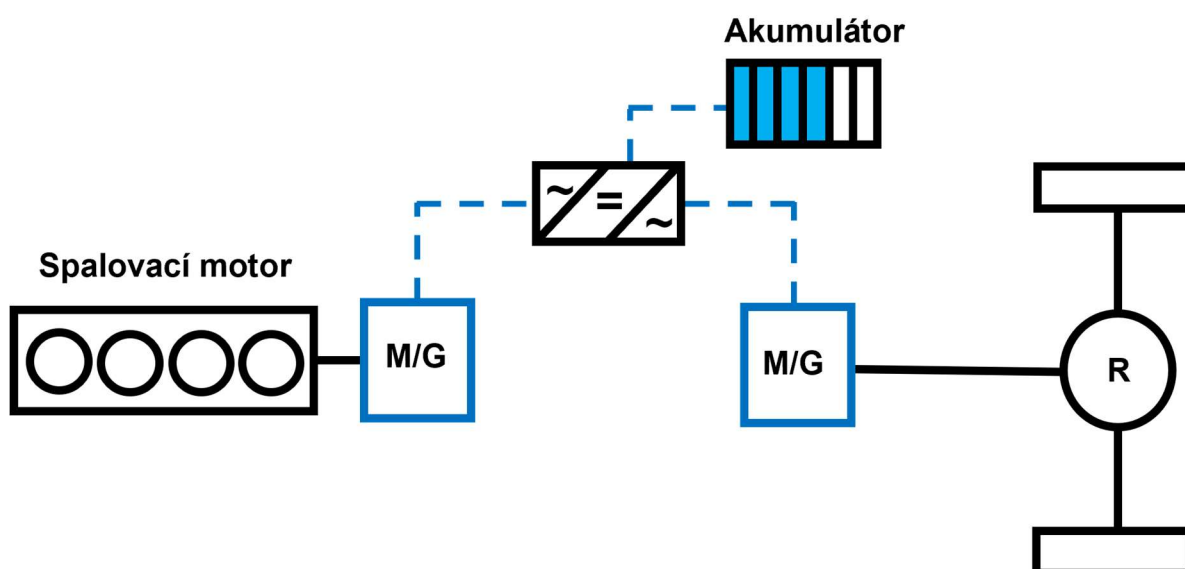 Akumulátor
~ = ~
Spalovací motor
M/G
M/G
R